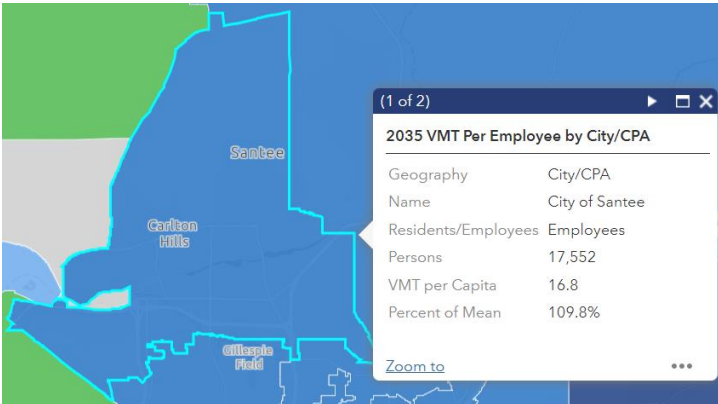 (1 of 2)
2035 VMT Per Employee by City/CPA
Geography City/CPA
Name City of Santee
Residents/Employees Employees
Persons 17,552
VMT per Capita 16.8
Percent of Mean 109.8%
Zoom to
Santee
Carlton
Hills
Gillespie
Field